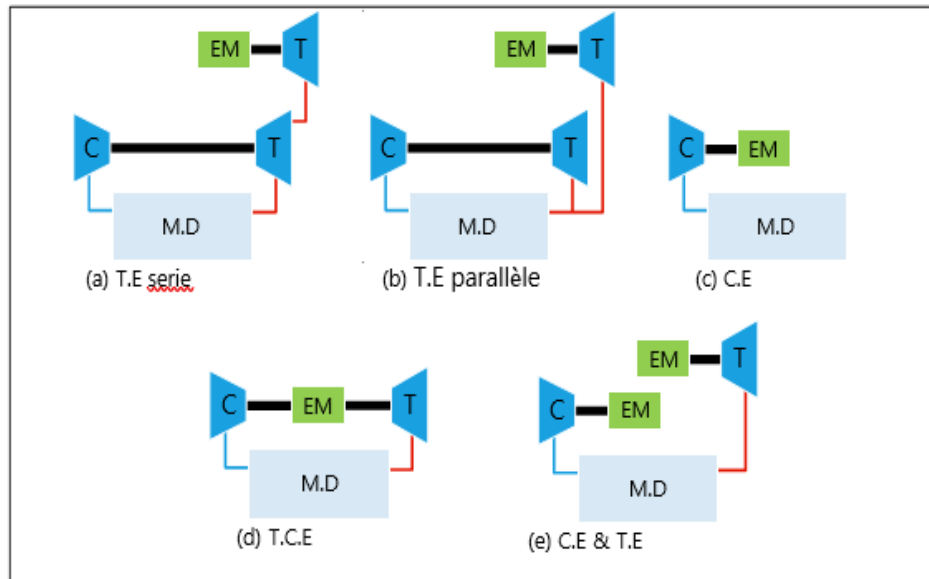 EM T EM T
C T C T C EM
M.D M.D M.D
(a) T.E serie (b) T.E parallèle (c) C.E
EM T
C EM T C EM
M.D M.D
(d) T.C.E (e) C.E & T.E